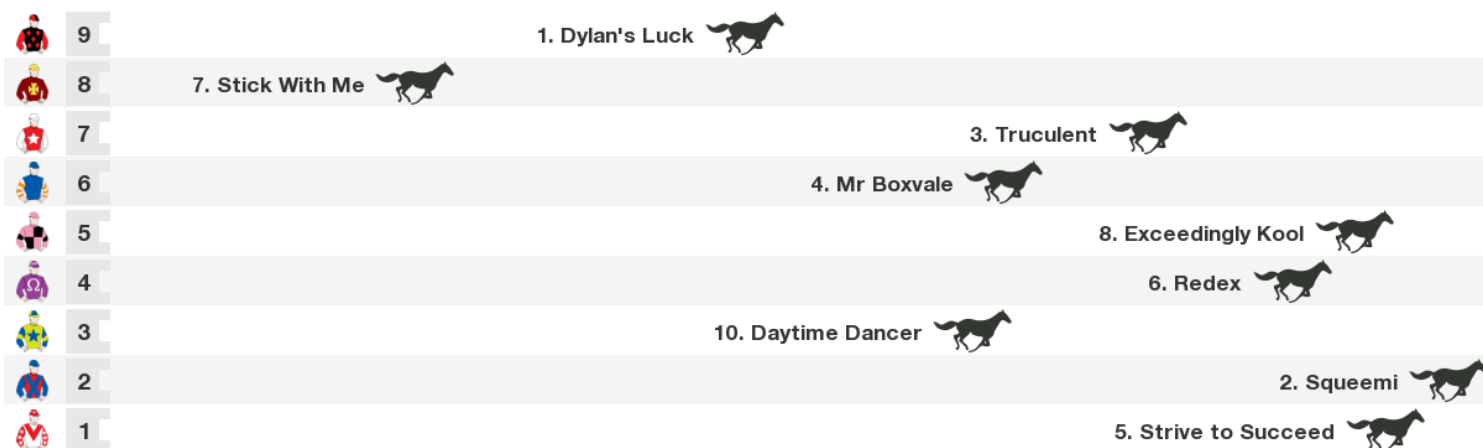 9 1. Dylan's Luck
8 7. Stick With Me
7 3. Truculent
6 4. Mr Boxvale
5 8. Exceedingly Kool
4 Ω 6. Redex
3 10. Daytime Dancer
2 2. Squeemi
1 5. Strive to Succeed